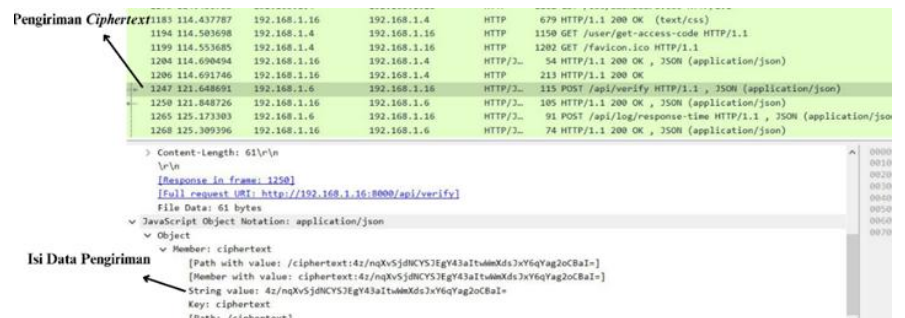 Pengiriman Ciphertext
1183 114.437787 192.168.1.16 192.168.1.4 HTTP 679 HTTP/1.1 200 OK (text/css)
1194 114.503698 192.168.1.4 192.168.1.16 HTTP 1150 GET /user/get-access-code HTTP/1.1
1199 114.553685 192.168.1.4 192.168.1.16 HTTP 1202 GET /favicon.ico HTTP/1.1
1204 114.690494 192.168.1.16 192.168.1.4 HTTP/J… 54 HTTP/1.1 200 OK , JSON (application/json)
1206 114.691746 192.168.1.16 192.168.1.4 HTTP 213 HTTP/1.1 200 OK
1247 121.648691 192.168.1.6 192.168.1.16 HTTP/J… 115 POST /api/verify HTTP/1.1 , JSON (application/json)
1250 121.848726 192.168.1.16 192.168.1.6 HTTP/J… 105 HTTP/1.1 200 OK , JSON (application/json)
1265 125.173303 192.168.1.6 192.168.1.16 HTTP/J… 91 POST /api/log/response-time HTTP/1.1 , JSON (application/jso
1268 125.309396 192.168.1.16 192.168.1.6 HTTP/J… 74 HTTP/1.1 200 OK , JSON (application/json)
Content-Length: 61\r\n
\r\n
[Response in frame: 1250]
[Full request URI: http://192.168.1.16:8000/api/verify]
File Data: 61 bytes
JavaScript Object Notation: application/json
Object
Isi Data Pengiriman
Member: ciphertext
[Path with value: /ciphertext:4z/nqXvSjdNCYSJEgY43aItwWmXdsJxY6qYag2oCBaI=]
[Member with value: ciphertext:4z/nqXvSjdNCYSJEgY43aItwWmXdsJxY6qYag2oCBaI=]
String value: 4z/nqXvSjdNCYSJEgY43aItwWmXdsJxY6qYag2oCBaI=
Key: ciphertext
0000
0010
0020
0030
0040
0050
0060
0070